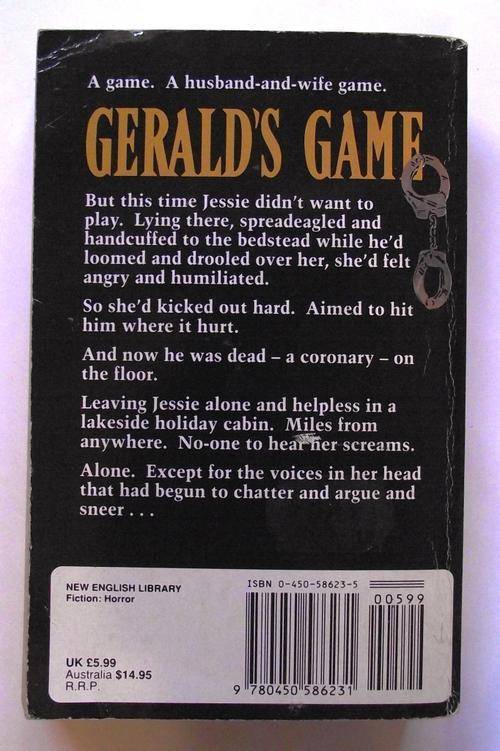 A game. A husband-and-wife game.
GERALD'S GAME
But this time Jessie didn't want to
play. Lying there, spreadeagled and
handcuffed to the bedstead while he'd
loomed and drooled over her, she'd felt
angry and humiliated.
So she'd kicked out hard. Aimed to hit
him where it hurt.
And now he was dead – a coronary – on
the floor.
Leaving Jessie alone and helpless in a
lakeside holiday cabin. Miles from
anywhere. No-one to hear her screams.
Alone. Except for the voices in her head
that had begun to chatter and argue and
sneer . . .
NEW ENGLISH LIBRARY
Fiction: Horror
UK £5.99
Australia $14.95
R.R.P.
ISBN 0-450-58623-5
00599
9 780450 586231